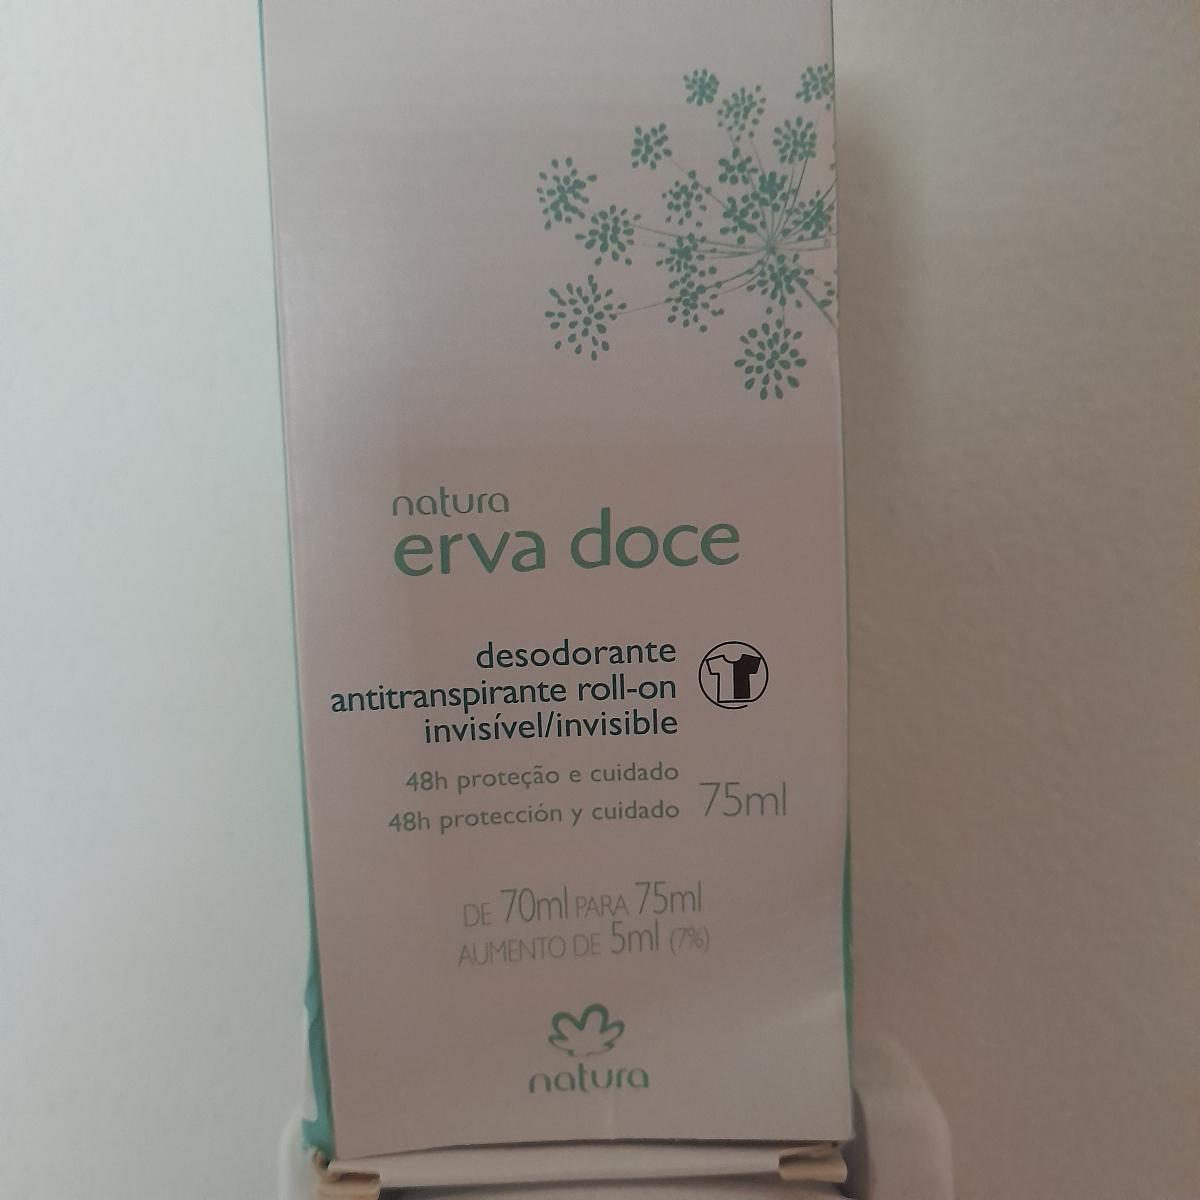 natura
erva doce
desodorante
antitranspirante roll-on
invisível/invisible
48h proteção e cuidado
48h protección y cuidado
75ml
DE 70ml PARA 75ml
AUMENTO DE 5ml (7%)
natura